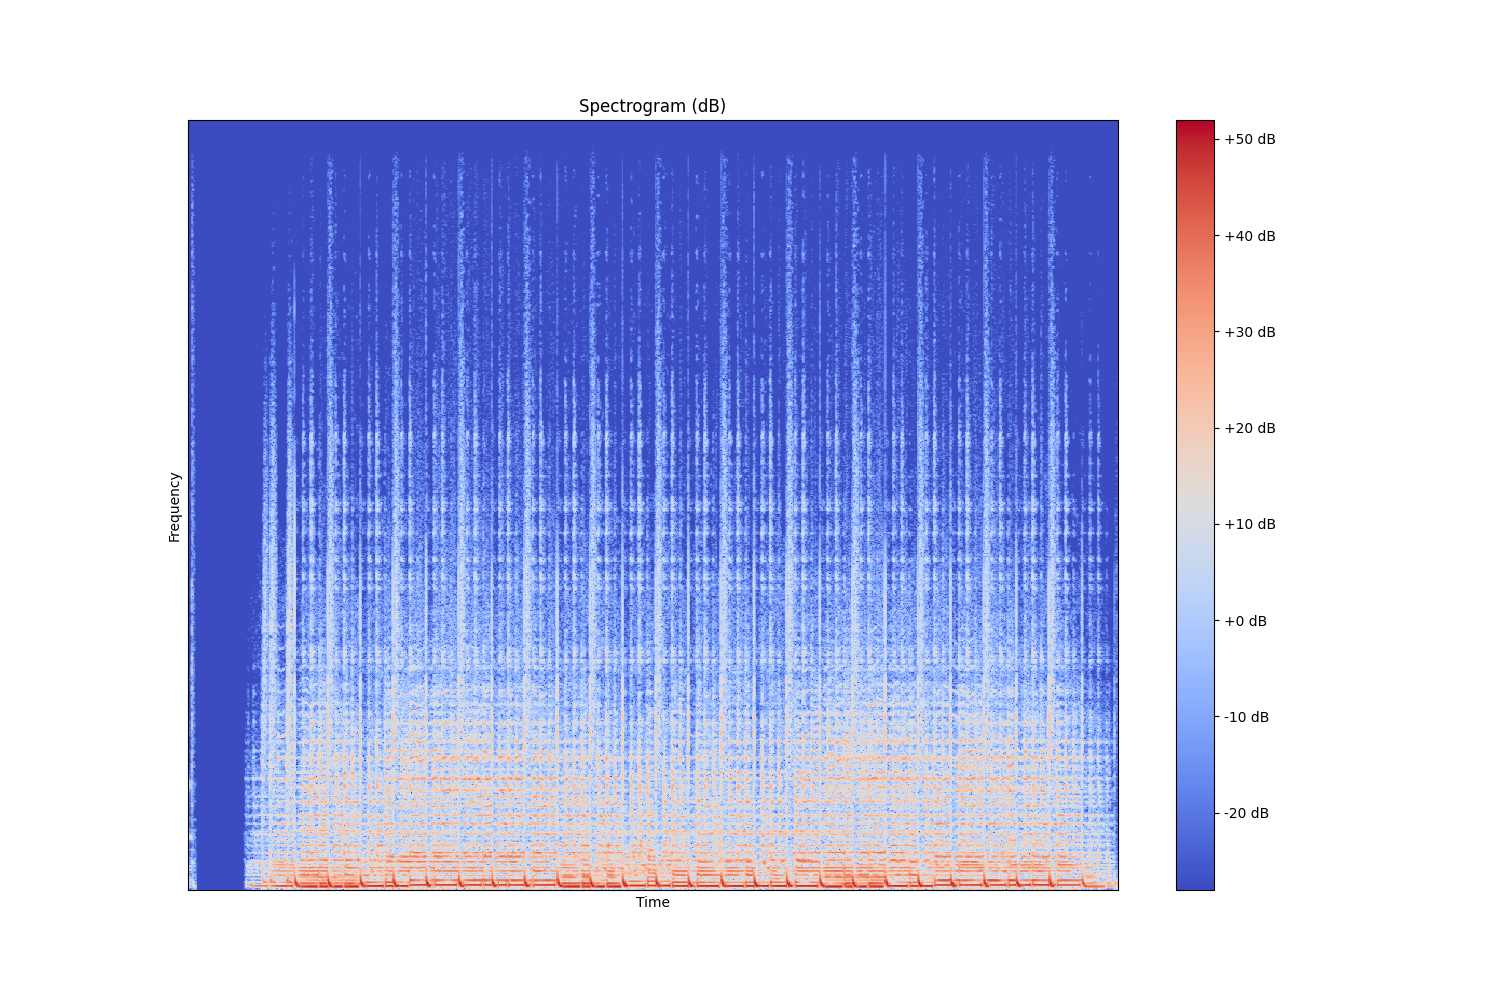 Spectrogram (dB)
Frequency
Time
+50 dB
+40 dB
+30 dB
+20 dB
+10 dB
+0 dB
-10 dB
-20 dB